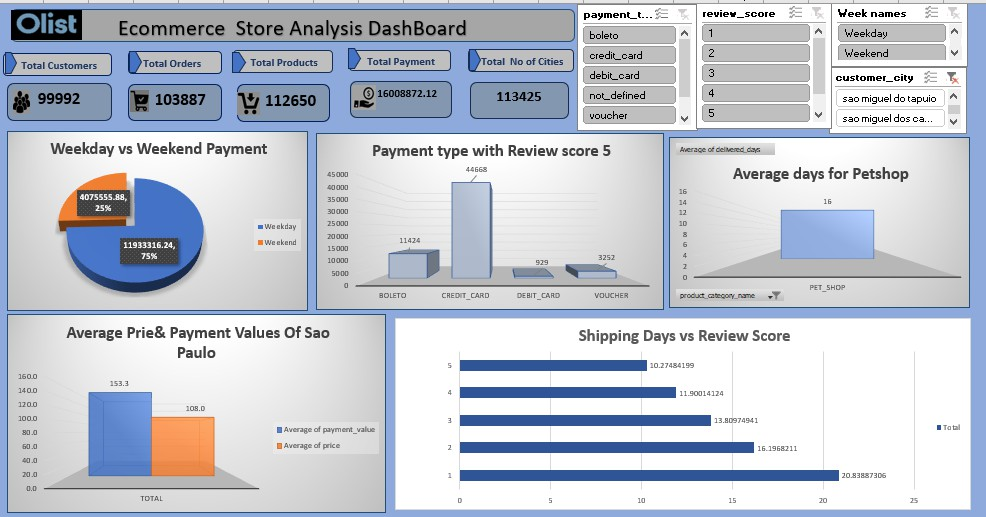 Olist
Ecommerce Store Analysis DashBoard
payment_t...
boleto
credit_card
debit_card
not_defined
voucher
review_score
1
2
3
4
5
Week names
Weekday
Weekend
customer_city
sao miguel do tapuio
sao miguel dos ca...
Total Customers
Total Orders
Total Products
Total Payment
Total No of Cities
99992
103887
112650
16008872.12
113425
Weekday vs Weekend Payment
4075555.88,
25%
11933316.24,
75%
Weekday
Weekend
Payment type with Review score 5
45000
40000
35000
30000
25000
20000
15000
10000
5000
0
11424
44668
929
3252
BOLETO CREDIT_CARD DEBIT_CARD VOUCHER
Average of delivered_days
Average days for Petshop
16
14
12
10
8
6
4
2
0
16
PET_SHOP
product_category_name
Average Prie& Payment Values Of Sao
Paulo
160.0
140.0
120.0
100.0
80.0
60.0
40.0
20.0
0.0
153.3
108.0
TOTAL
Average of payment_value
Average of price
Shipping Days vs Review Score
5 10.27484199
4 11.90014124
3 13.80974941
2 16.1968211
1 20.83887306
0 5 10 15 20 25
Total